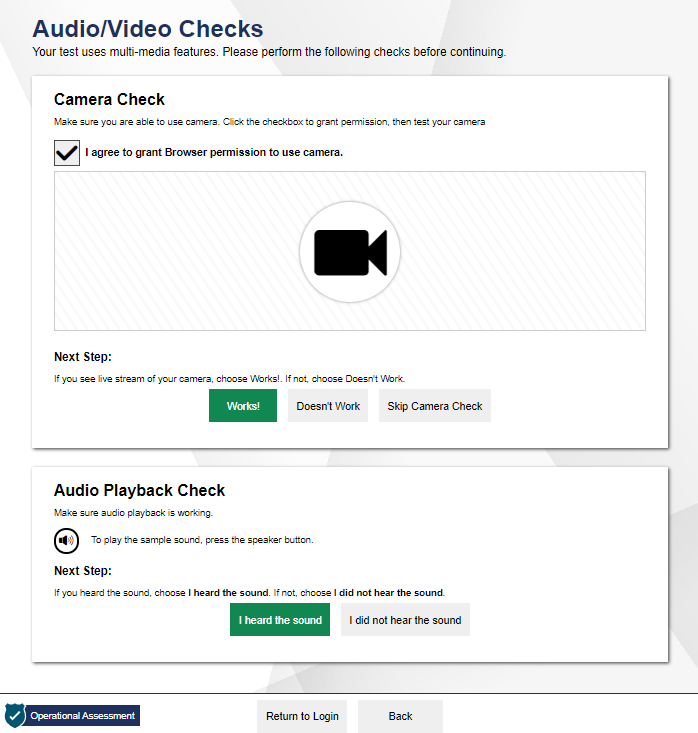 Audio/Video Checks
Your test uses multi-media features. Please perform the following checks before continuing.
Camera Check
Make sure you are able to use camera. Click the checkbox to grant permission, then test your camera
I agree to grant Browser permission to use camera.
Next Step:
If you see live stream of your camera, choose Works!. If not, choose Doesn't Work.
Works! Doesn't Work Skip Camera Check
Audio Playback Check
Make sure audio playback is working.
To play the sample sound, press the speaker button.
Next Step:
If you heard the sound, choose I heard the sound. If not, choose I did not hear the sound.
I heard the sound I did not hear the sound
Operational Assessment Return to Login Back